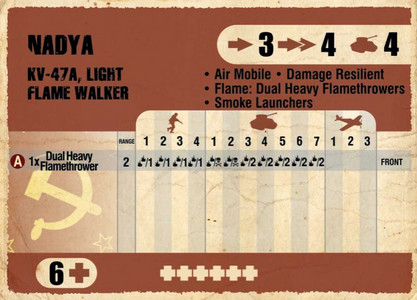 NADYA
3 4 4
KV-47A, LIGHT
FLAME WALKER
• Air Mobile • Damage Resilient
• Flame: Dual Heavy Flamethrowers
• Smoke Launchers
RANGE 1 2 3 4 1 2 3 4 5 6 7 1 2 3
A 1x Dual Heavy Flamethrower 2 FRONT
6